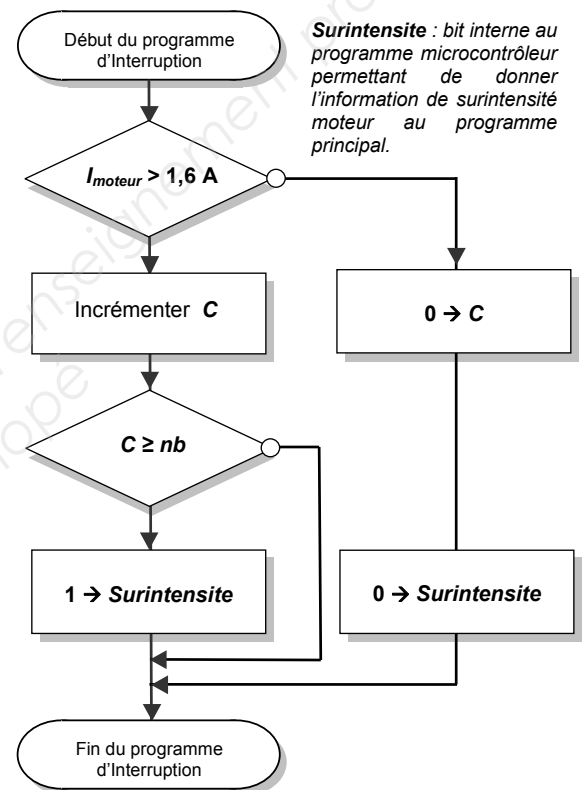 Début du programme
d'Interruption
Surintensite : bit interne au
programme microcontrôleur
permettant de donner
l'information de surintensité
moteur au programme
principal.
Imoteur > 1,6 A
Incrémenter C
0 → C
C ≥ nb
1 → Surintensite
0 → Surintensite
Fin du programme
d'Interruption